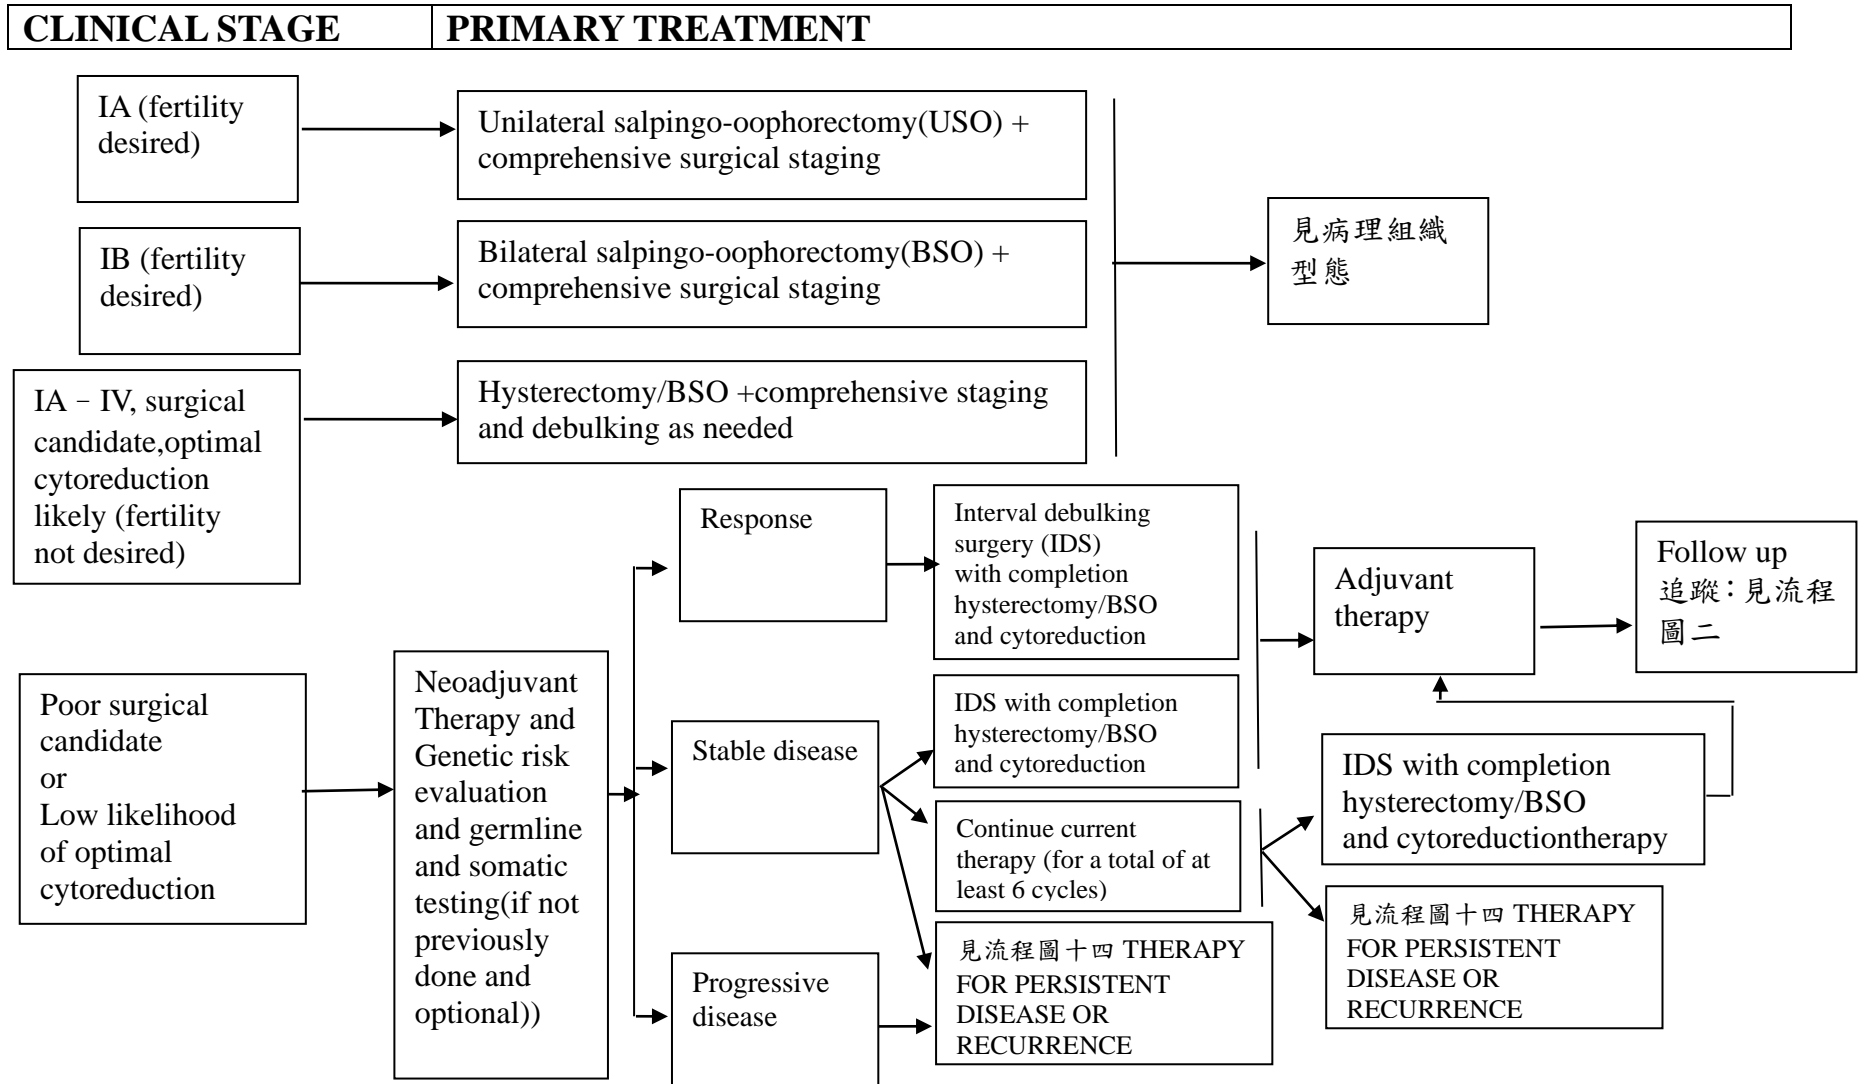 CLINICAL STAGE
PRIMARY TREATMENT
IA (fertility
desired)
Unilateral salpingo-oophorectomy(USO) +
comprehensive surgical staging
IB (fertility
desired)
Bilateral salpingo-oophorectomy(BSO) +
comprehensive surgical staging
見病理組織
型態
IA – IV, surgical
candidate,optimal
cytoreduction
likely (fertility
not desired)
Hysterectomy/BSO +comprehensive staging
and debulking as needed
Poor surgical
candidate
or
Low likelihood
of optimal
cytoreduction
Neoadjuvant
Therapy and
Genetic risk
evaluation
and germline
and somatic
testing(if not
previously
done and
optional))
Response
Interval debulking
surgery (IDS)
with completion
hysterectomy/BSO
and cytoreduction
Stable disease
IDS with completion
hysterectomy/BSO
and cytoreduction
Continue current
therapy (for a total of at
least 6 cycles)
Progressive
disease
見流程圖十四 THERAPY
FOR PERSISTENT
DISEASE OR
RECURRENCE
Adjuvant
therapy
Follow up
追蹤：見流程
圖二
IDS with completion
hysterectomy/BSO
and cytoreductiontherapy
見流程圖十四 THERAPY
FOR PERSISTENT
DISEASE OR
RECURRENCE